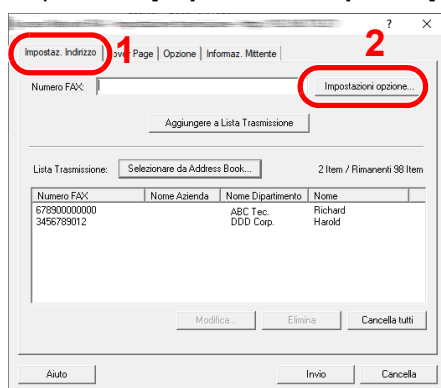 ? ×
Impostaz. Indirizzo 1 over Page Opzione Informaz. Mittente 2
Numero FAX: Impostazioni opzione...
Aggiungere a Lista Trasmissione
Lista Trasmissione: Selezionare da Address Book... 2 Item / Rimanenti 98 Item
Numero FAX Nome Azienda Nome Dipartimento Nome
678900000000 ABC Tec. Richard
3456789012 DDD Corp. Harold
Modifica... Elimina Cancella tutti
Aiuto Invio Cancella